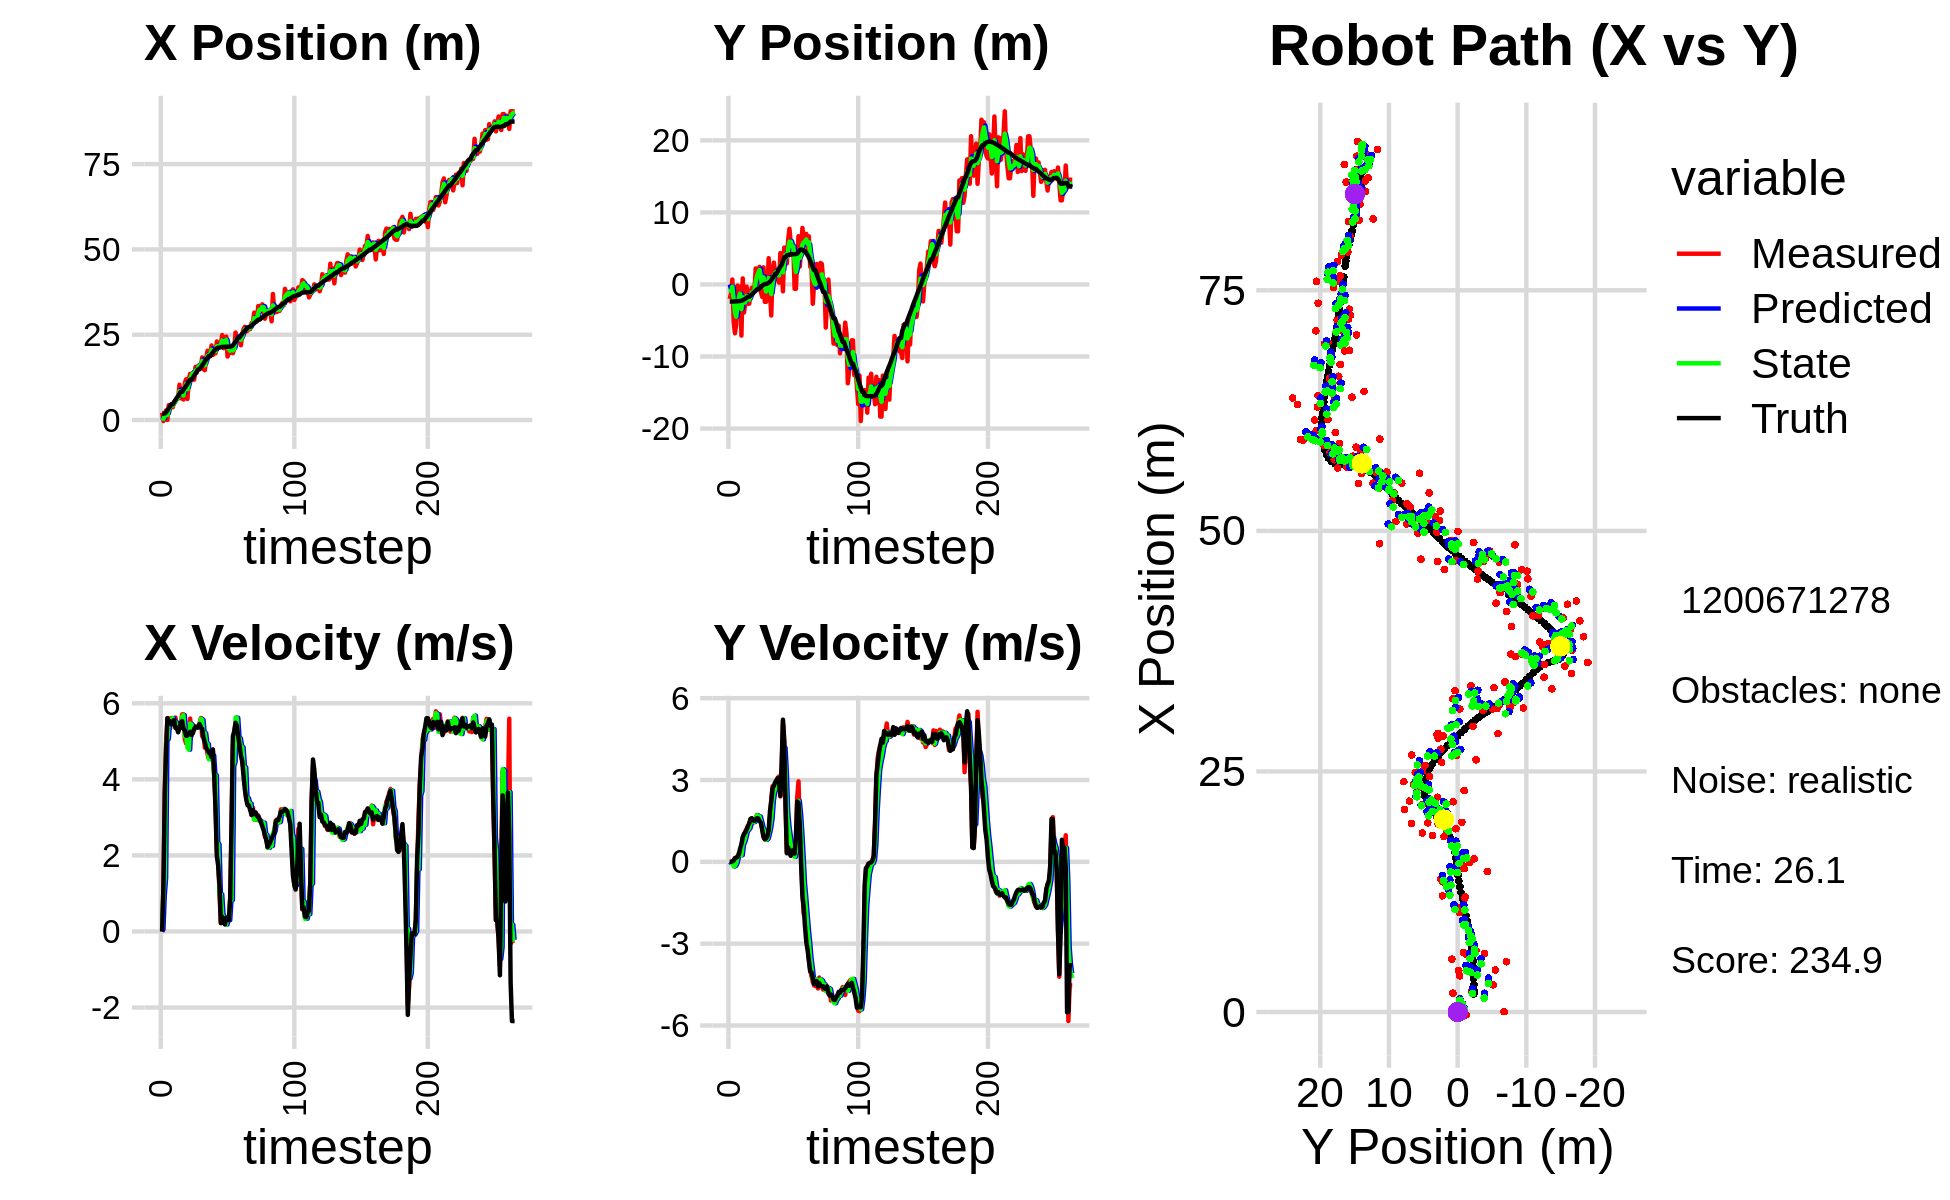 X Position (m)
75
50
25
0
0
100
200
timestep
Y Position (m)
20
10
0
-10
-20
0
100
200
timestep
X Velocity (m/s)
6
4
2
0
-2
0
100
200
timestep
Y Velocity (m/s)
6
3
0
-3
-6
0
100
200
timestep
Robot Path (X vs Y)
X Position (m)
75
50
25
0
20 10 0 -10 -20
Y Position (m)
variable
Measured
Predicted
State
Truth
1200671278
Obstacles: none
Noise: realistic
Time: 26.1
Score: 234.9